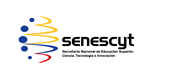 senescyt
Secretaría Nacional de Educación Superior,
Ciencia, Tecnología e Innovación